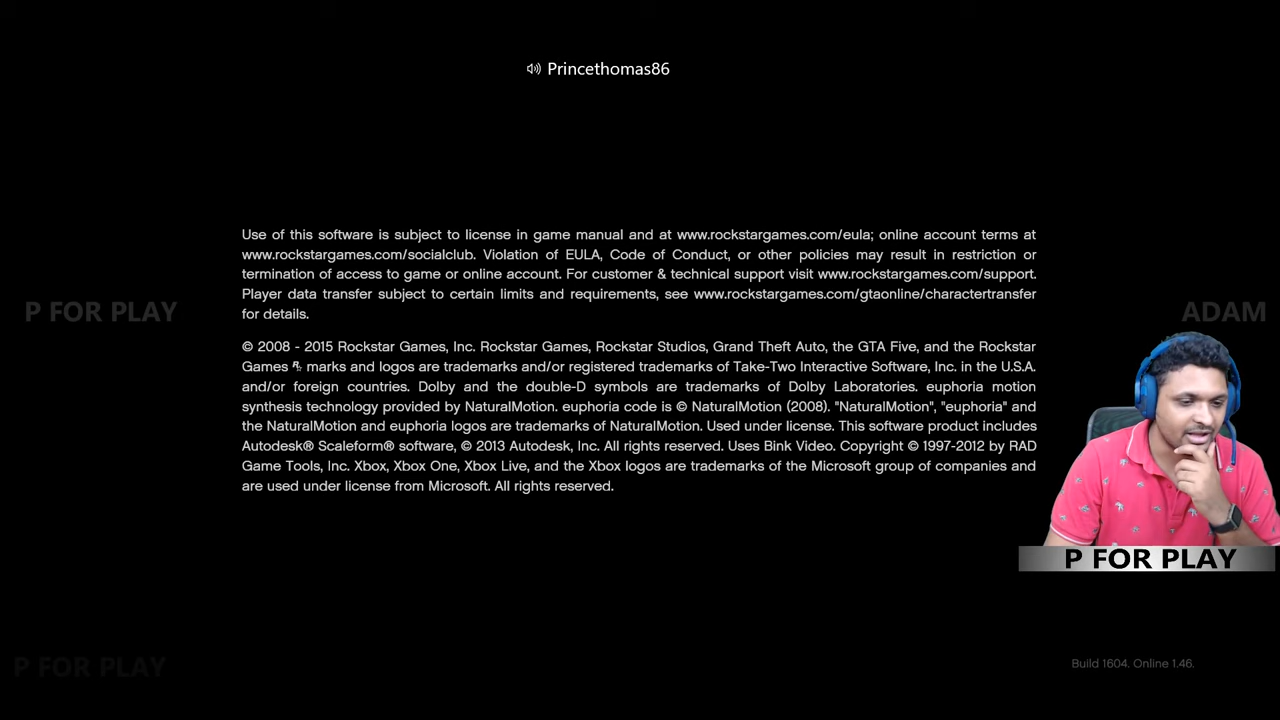 Princethomas86
Use of this software is subject to license in game manual and at www.rockstargames.com/eula; online account terms at
www.rockstargames.com/socialclub. Violation of EULA, Code of Conduct, or other policies may result in restriction or
termination of access to game or online account. For customer & technical support visit www.rockstargames.com/support.
Player data transfer subject to certain limits and requirements, see www.rockstargames.com/gtaonline/charactertransfer
for details.
P FOR PLAY
ADAM
© 2008 - 2015 Rockstar Games, Inc. Rockstar Games, Rockstar Studios, Grand Theft Auto, the GTA Five, and the Rockstar
Games R* marks and logos are trademarks and/or registered trademarks of Take-Two Interactive Software, Inc. in the U.S.A.
and/or foreign countries. Dolby and the double-D symbols are trademarks of Dolby Laboratories. euphoria motion
synthesis technology provided by NaturalMotion. euphoria code is © NaturalMotion (2008). "NaturalMotion", "euphoria" and
the NaturalMotion and euphoria logos are trademarks of NaturalMotion. Used under license. This software product includes
Autodesk® Scaleform® software, © 2013 Autodesk, Inc. All rights reserved. Uses Bink Video. Copyright © 1997-2012 by RAD
Game Tools, Inc. Xbox, Xbox One, Xbox Live, and the Xbox logos are trademarks of the Microsoft group of companies and
are used under license from Microsoft. All rights reserved.
P FOR PLAY
P FOR PLAY
Build 1604. Online 1.46.